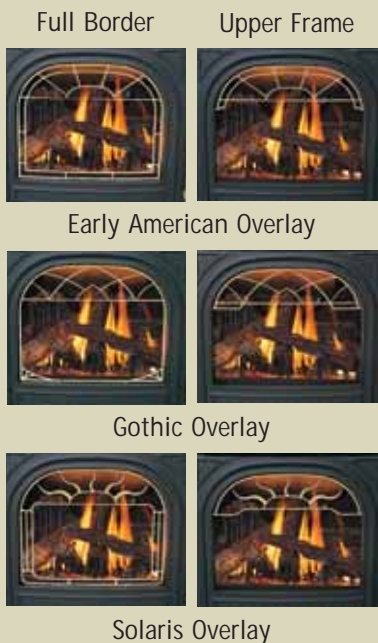 Full Border
Upper Frame
Early American Overlay
Gothic Overlay
Solaris Overlay